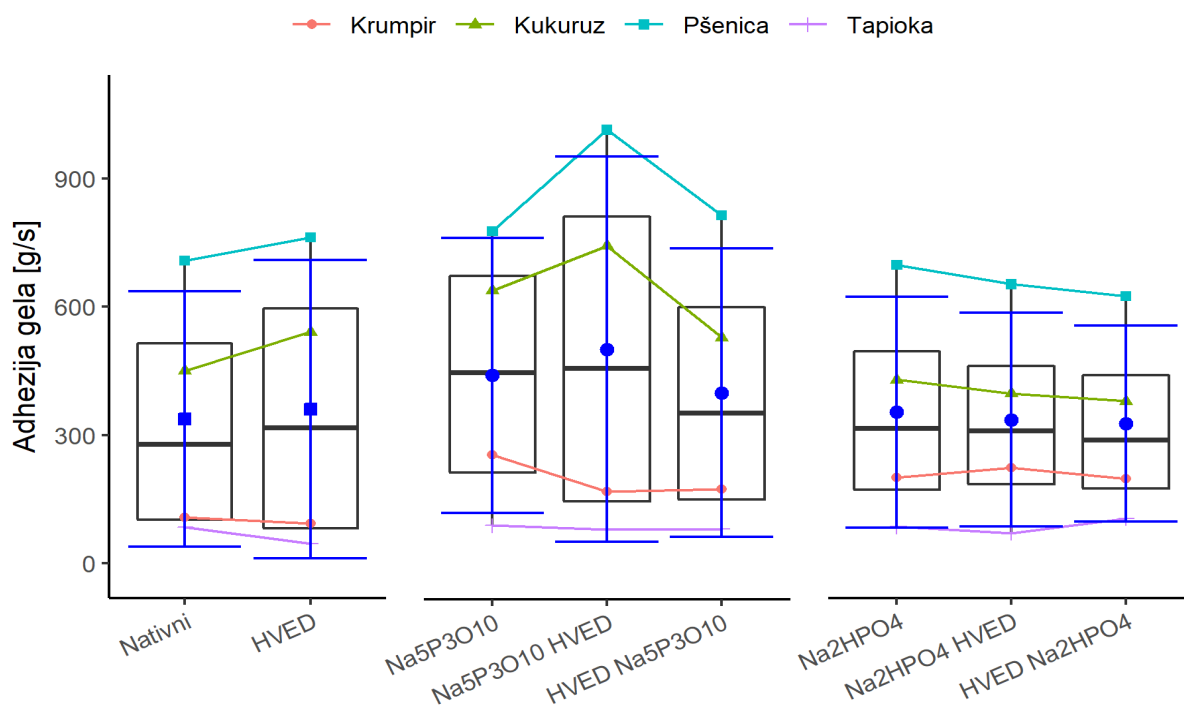 Krumpir Kukuruz Pšenica Tapioka
Adhezija gela [g/s]
900
600
300
0
Nativni
HVED
Na5P3O10
Na5P3O10 HVED
HVED Na5P3O10
Na2HPO4
Na2HPO4 HVED
HVED Na2HPO4